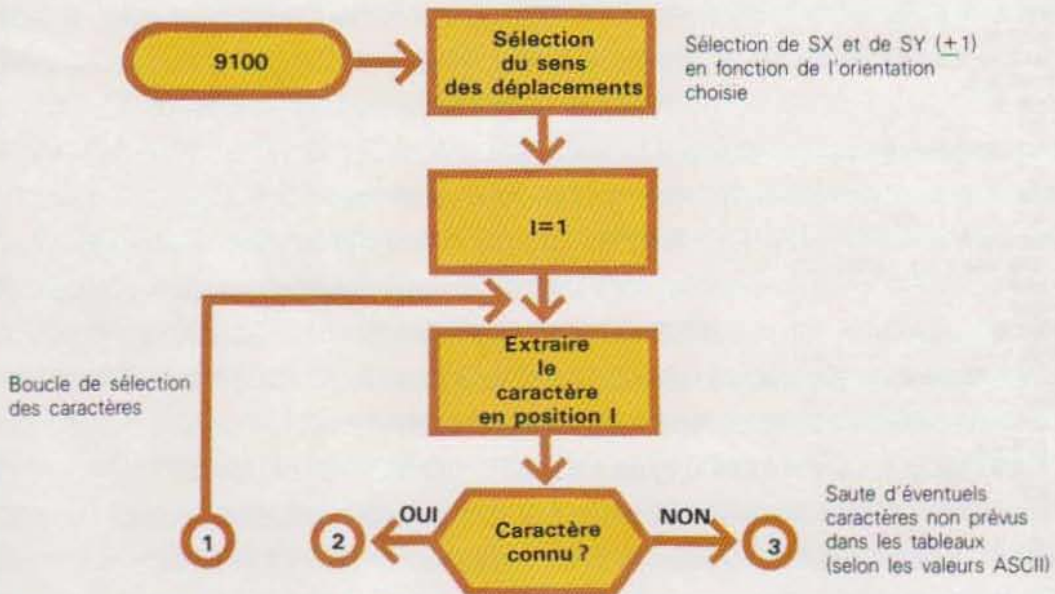 9100
Sélection
du sens
des déplacements
Sélection de SX et de SY (±1)
en fonction de l'orientation
choisie
I=1
Boucle de sélection
des caractères
Extraire
le
caractère
en position I
1
2
OUI
Caractère
connu ?
NON
3
Saute d'éventuels
caractères non prévus
dans les tableaux
(selon les valeurs ASCII)